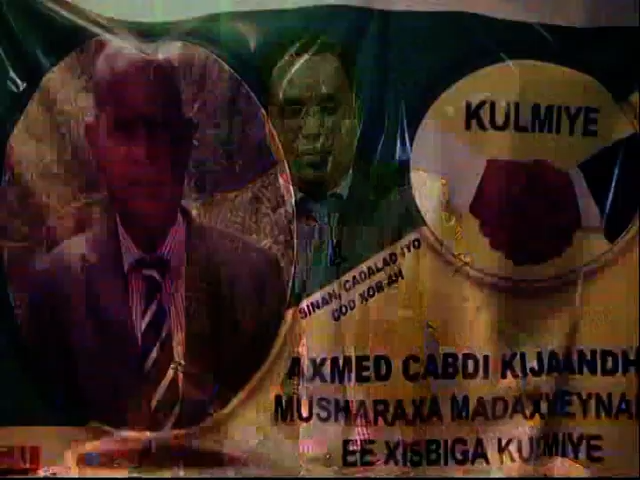 KULMIYE
SINAN, CADALAD IYO
COD XOR AH
AXMED CABDI KIJAANDH
MUSHARAXA MADAXWEYNA
EE XISBIGA KULMIYE